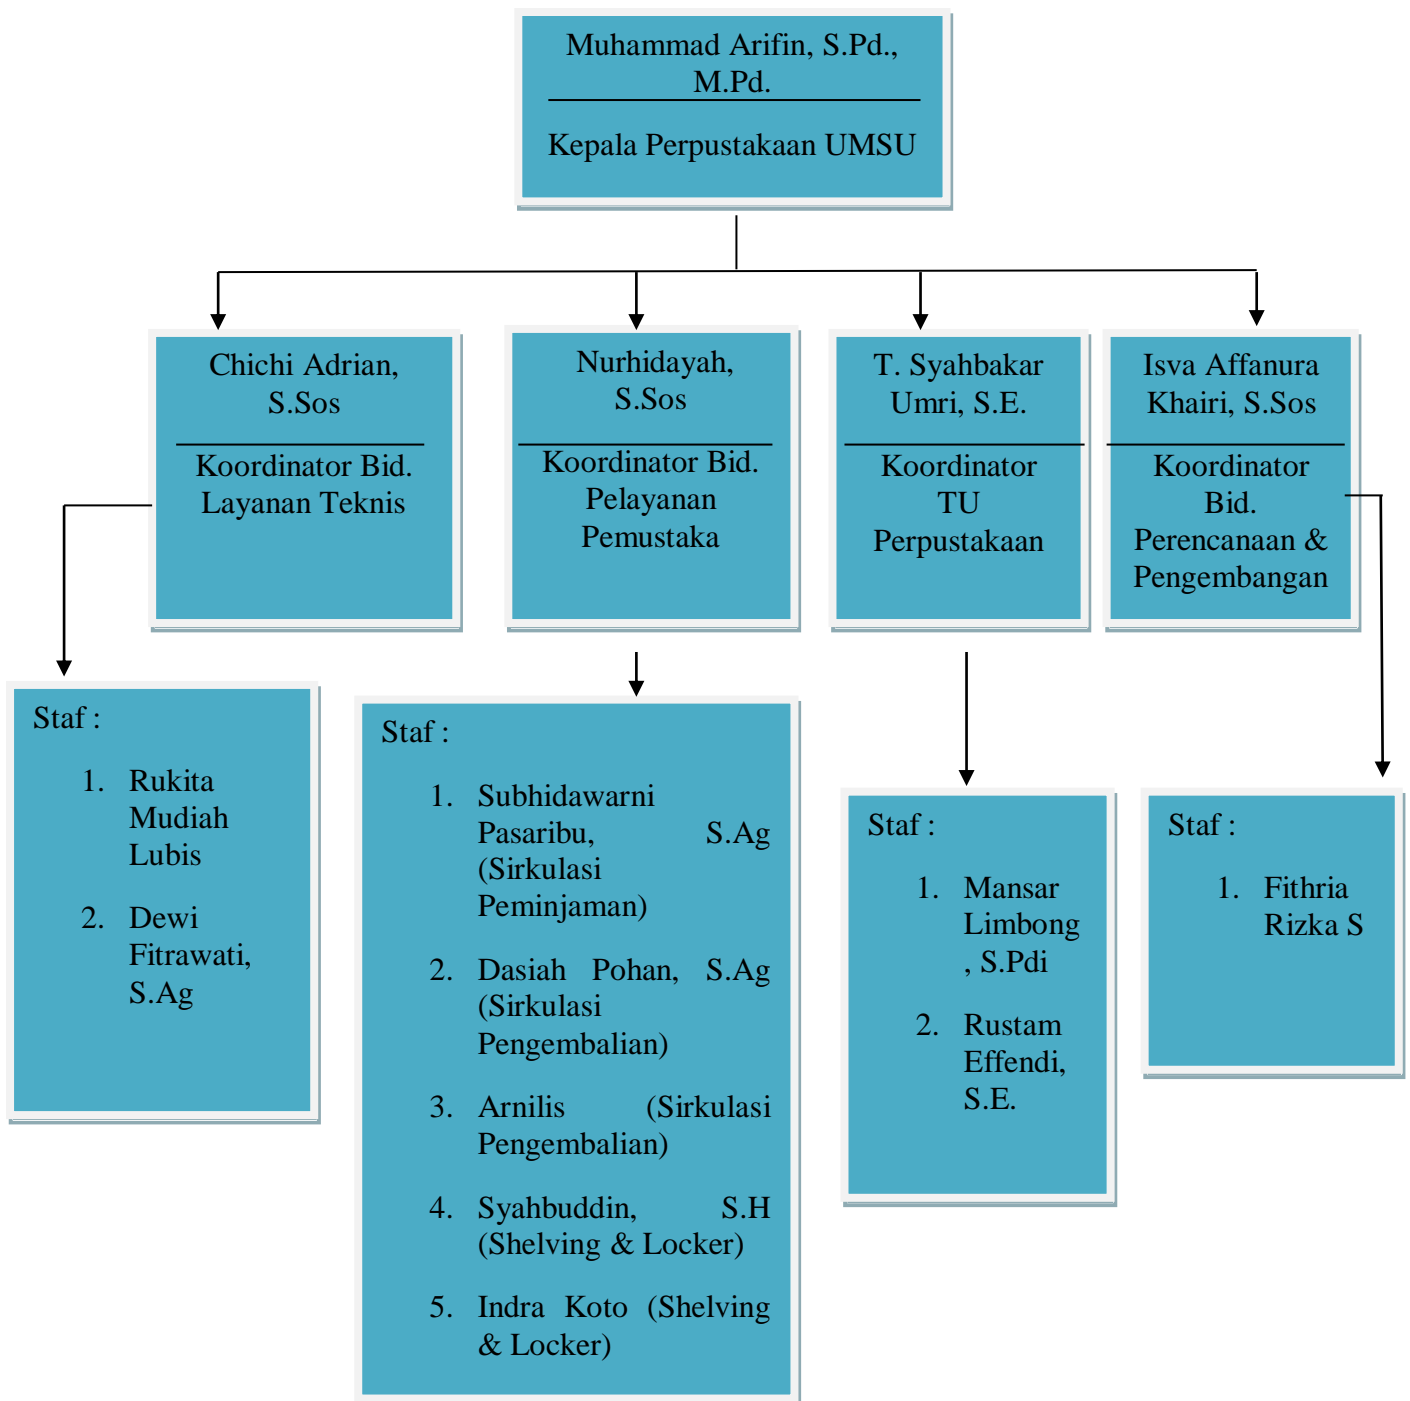 Muhammad Arifin, S.Pd.,
M.Pd.
Kepala Perpustakaan UMSU
Chichi Adrian,
S.Sos
Koordinator Bid.
Layanan Teknis
Nurhidayah,
S.Sos
Koordinator Bid.
Pelayanan
Pemustaka
T. Syahbakar
Umri, S.E.
Koordinator
TU
Perpustakaan
Isva Affanura
Khairi, S.Sos
Koordinator
Bid.
Perencanaan &
Pengembangan
Staf :
1. Rukita
Mudiah
Lubis
2. Dewi
Fitrawati,
S.Ag
Staf :
1. Subhidawarni
Pasaribu, S.Ag
(Sirkulasi
Peminjaman)
2. Dasiah Pohan, S.Ag
(Sirkulasi
Pengembalian)
3. Arnilis (Sirkulasi
Pengembalian)
4. Syahbuddin, S.H
(Shelving & Locker)
5. Indra Koto (Shelving
& Locker)
Staf :
1. Mansar
Limbong
, S.Pdi
2. Rustam
Effendi,
S.E.
Staf :
1. Fithria
Rizka S